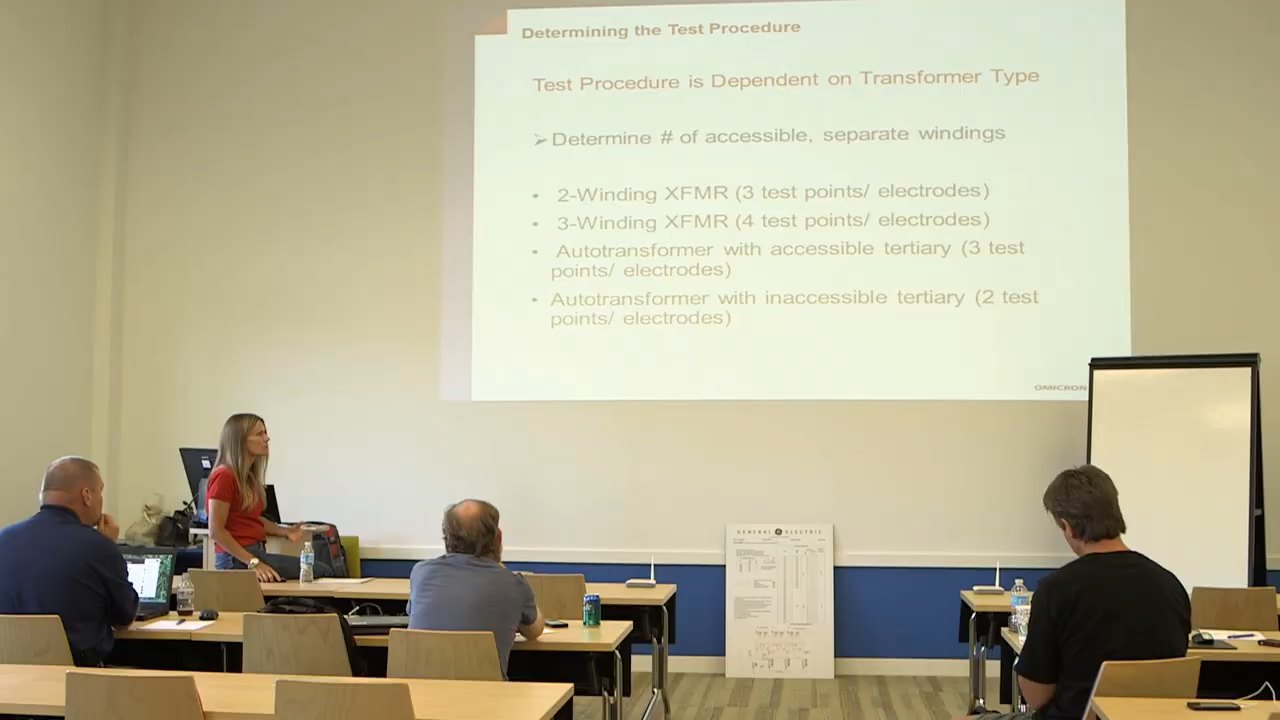 Determining the Test Procedure
Test Procedure is Dependent on Transformer Type
➢ Determine # of accessible, separate windings
• 2-Winding XFMR (3 test points/ electrodes)
• 3-Winding XFMR (4 test points/ electrodes)
• Autotransformer with accessible tertiary (3 test
points/ electrodes)
• Autotransformer with inaccessible tertiary (2 test
points/ electrodes)
OMICRON
GENERAL ELECTRIC